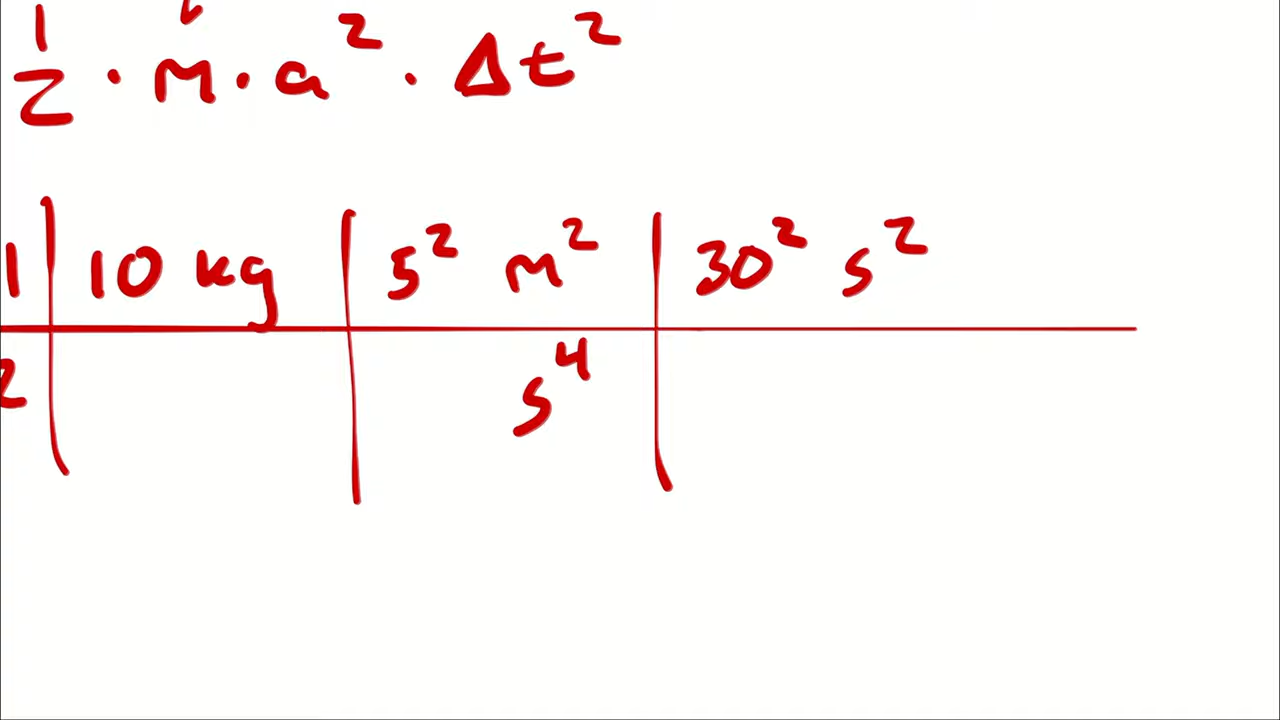 1/2 · m · a² · Δt²
1 | 10 kg | 5² m² | 30² s²
2 | | s⁴ |